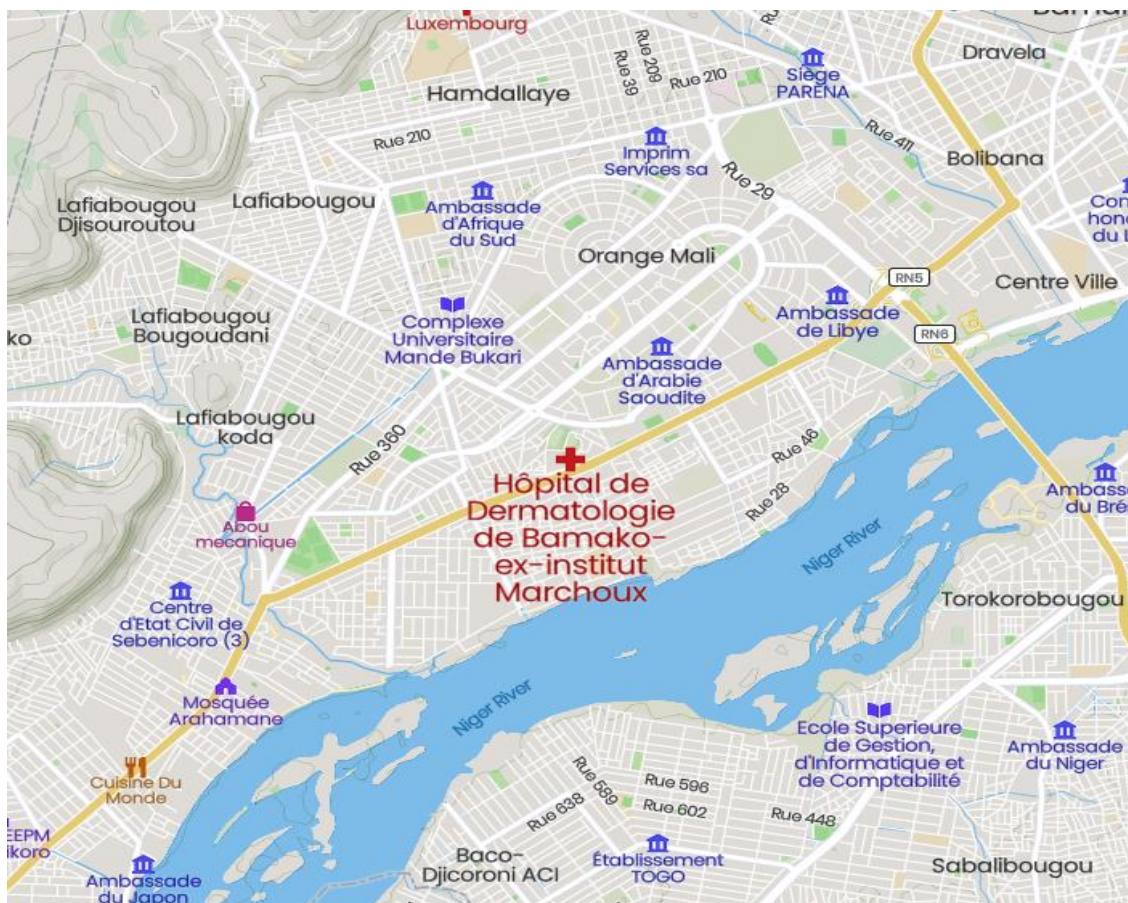 Luxembourg
Dravela
Rue 209
Rue 39
Rue 210
Siège
PARENA
Hamdallaye
Rue 210
Rue 411
Imprim
Services sa
Bolibana
Rue 29
Lafiabougou
Djisouroutou
Lafiabougou
Ambassade
d'Afrique
du Sud
Orange Mali
RN5
Centre Ville
Lafiabougou
Bougoudani
Complexe
Universitaire
Mande Bukari
Ambassade
de Libye
RN6
ko
Ambassade
d'Arabie
Saoudite
Lafiabougou
koda
Rue 360
Rue 46
Hôpital de
Dermatologie
de Bamako-
ex-institut
Marchoux
Rue 28
Abou
mecanique
Niger River
Centre
d'Etat Civil de
Sebenicoro (3)
Torokorobougou
Mosquée
Arahamane
Niger River
Ecole Superieure
de Gestion,
d'Informatique et
de Comptabilité
Ambassade
du Niger
Cuisine Du
Monde
Rue 589
Rue 596
Rue 602
Rue 638
Rue 448
EEPM
ikoro
Baco-
Djicoroni ACI
Établissement
TOGO
Sabalibougou
Ambassade
du Japon